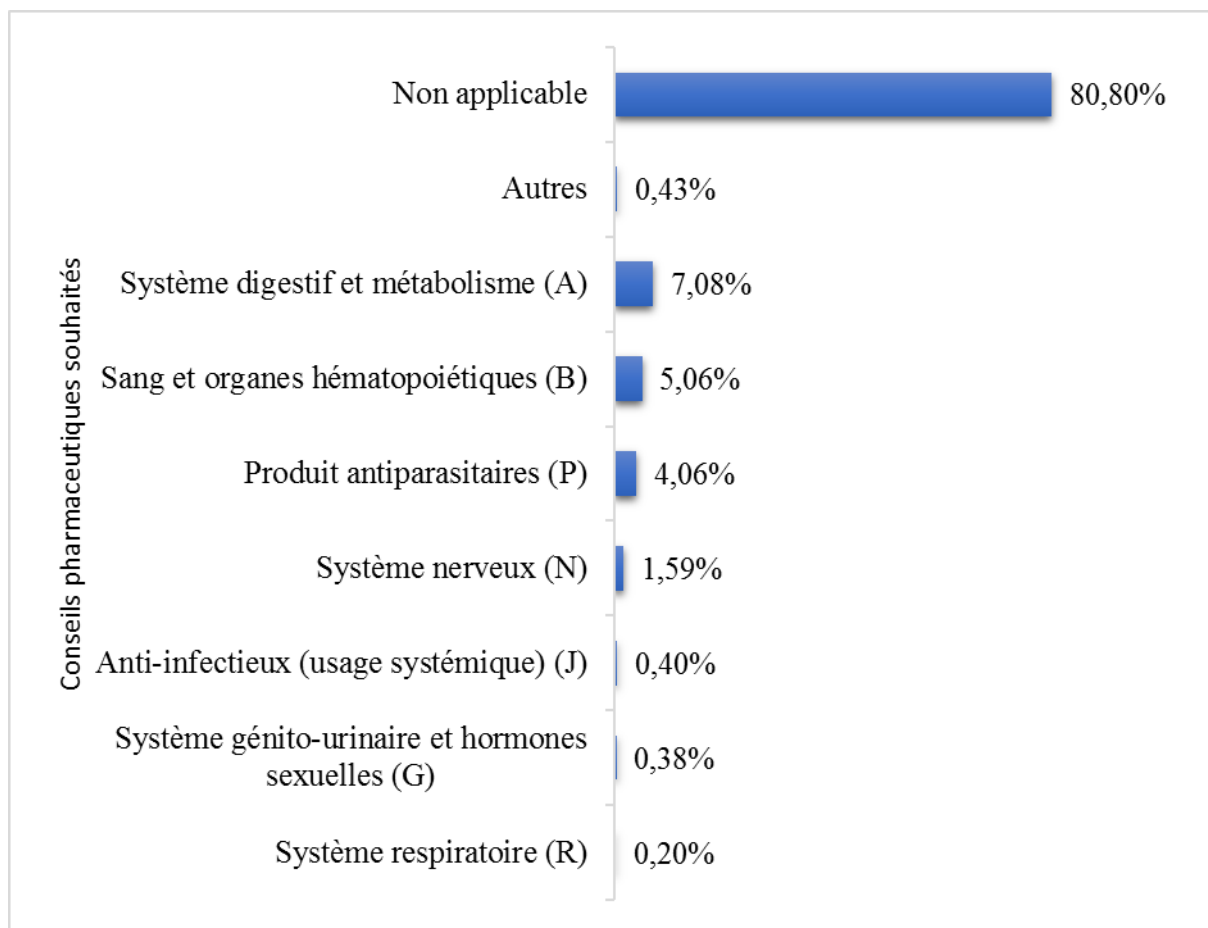 Conseils pharmaceutiques souhaités
Non applicable
80,80%
Autres
0,43%
Système digestif et métabolisme (A)
7,08%
Sang et organes hématopoiétiques (B)
5,06%
Produit antiparasitaires (P)
4,06%
Système nerveux (N)
1,59%
Anti-infectieux (usage systémique) (J)
0,40%
Système génito-urinaire et hormones
sexuelles (G)
0,38%
Système respiratoire (R)
0,20%